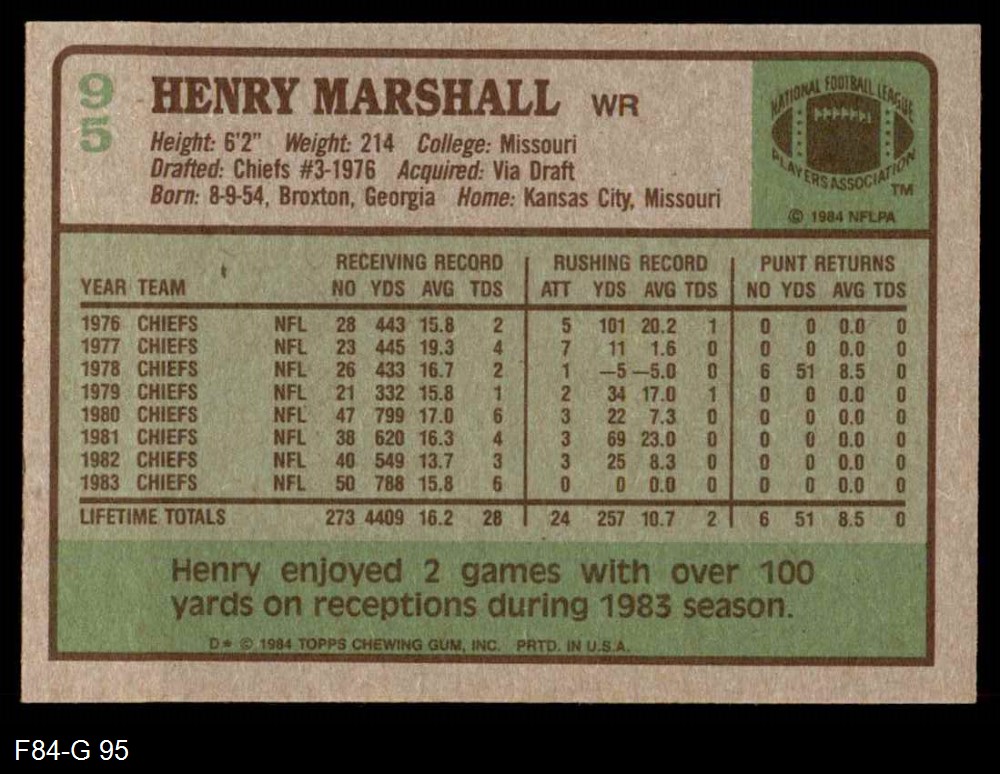 95
HENRY MARSHALL WR
Height: 6'2" Weight: 214 College: Missouri
Drafted: Chiefs #3-1976 Acquired: Via Draft
Born: 8-9-54, Broxton, Georgia Home: Kansas City, Missouri
NATIONAL FOOTBALL LEAGUE
PLAYERS ASSOCIATION
TM
© 1984 NFLPA
RECEIVING RECORD RUSHING RECORD PUNT RETURNS
YEAR TEAM NO YDS AVG TDS ATT YDS AVG TDS NO YDS AVG TDS
1976 CHIEFS NFL 28 443 15.8 2 5 101 20.2 1 0 0 0.0 0
1977 CHIEFS NFL 23 445 19.3 4 7 11 1.6 0 0 0 0.0 0
1978 CHIEFS NFL 26 433 16.7 2 1 —5 —5.0 0 6 51 8.5 0
1979 CHIEFS NFL 21 332 15.8 1 2 34 17.0 1 0 0 0.0 0
1980 CHIEFS NFL 47 799 17.0 6 3 22 7.3 0 0 0 0.0 0
1981 CHIEFS NFL 38 620 16.3 4 3 69 23.0 0 0 0 0.0 0
1982 CHIEFS NFL 40 549 13.7 3 3 25 8.3 0 0 0 0.0 0
1983 CHIEFS NFL 50 788 15.8 6 0 0 0.0 0 0 0 0.0 0
LIFETIME TOTALS 273 4409 16.2 28 24 257 10.7 2 6 51 8.5 0
Henry enjoyed 2 games with over 100
yards on receptions during 1983 season.
D* © 1984 TOPPS CHEWING GUM, INC. PRTD. IN U.S.A.
F84-G 95